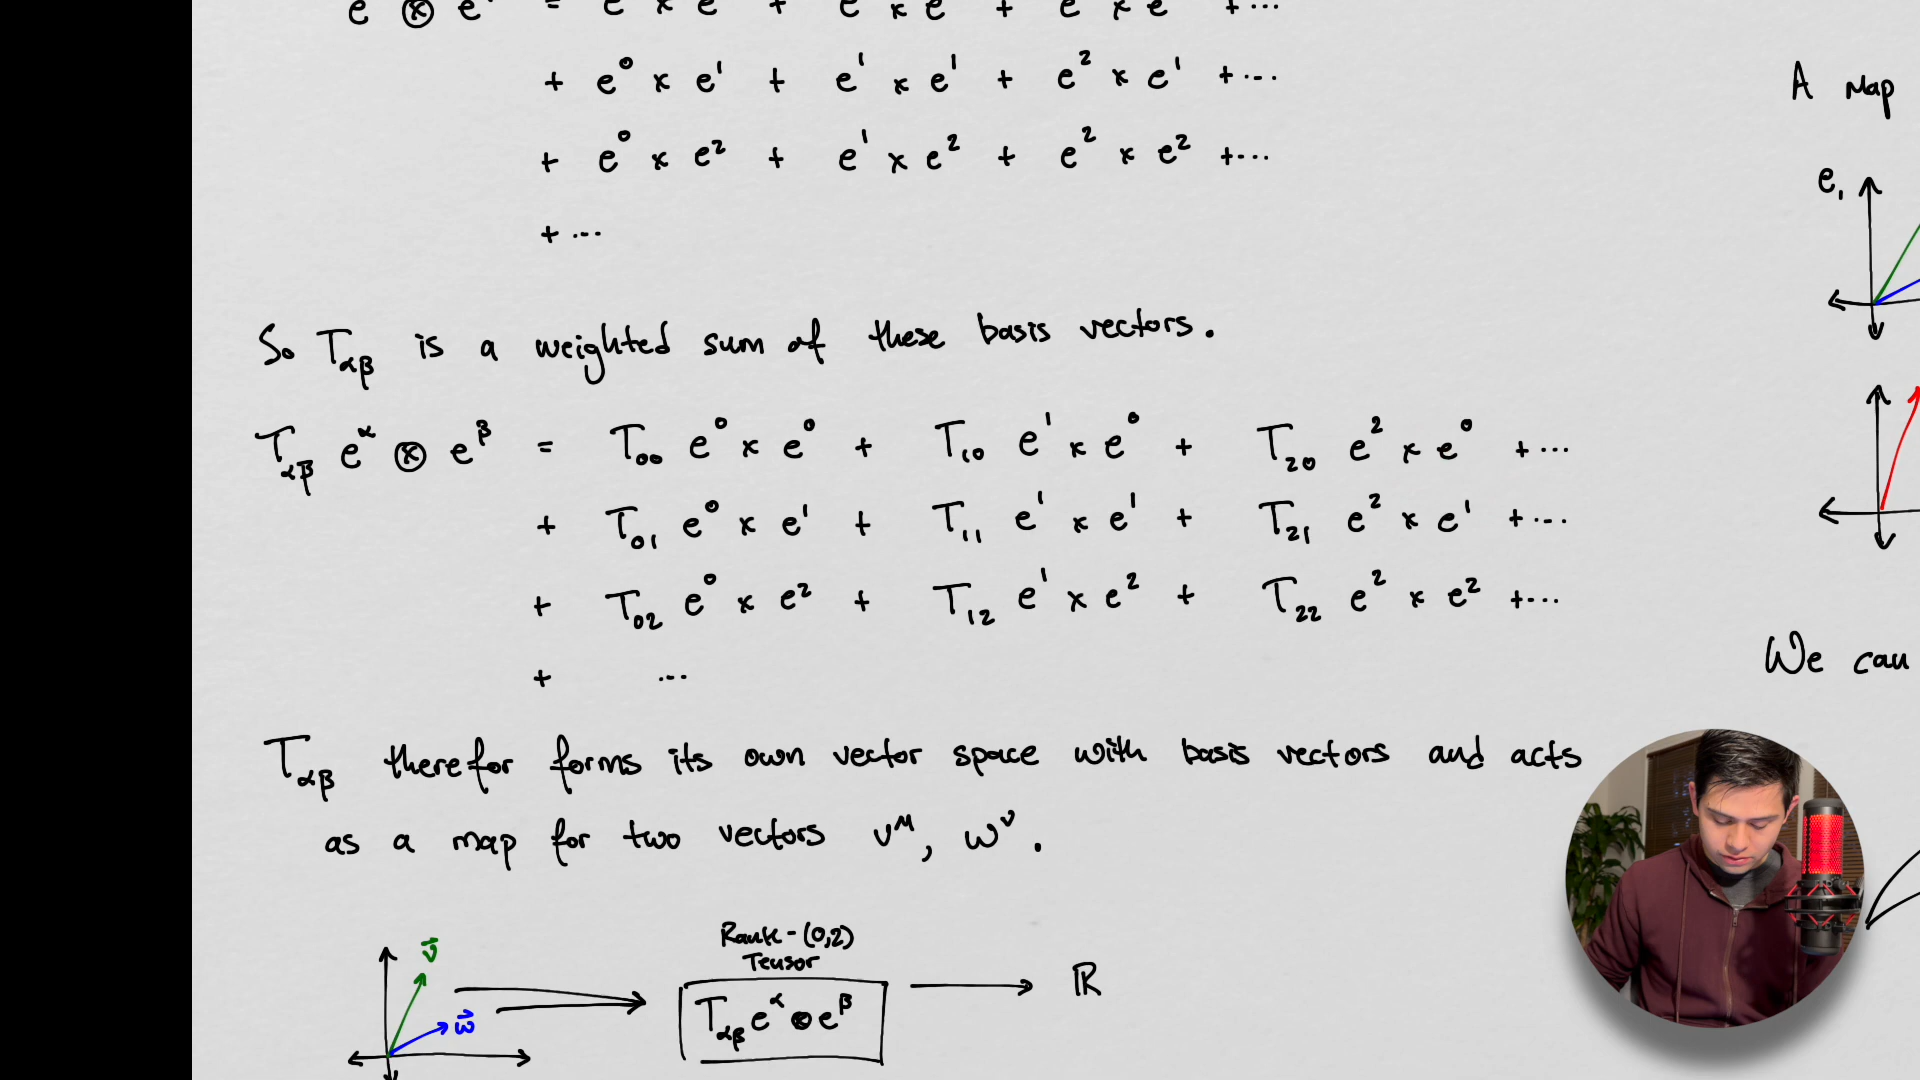 e ⊗ e = e x e + e x e + e x e + ...
+ e⁰ x e¹ + e¹ x e¹ + e² x e¹ + ...
+ e⁰ x e² + e¹ x e² + e² x e² + ...
+ ...
So Tαβ is a weighted sum of these basis vectors.
Tαβ eᵅ ⊗ eᵝ = T₀₀ e⁰ x e⁰ + T₁₀ e¹ x e⁰ + T₂₀ e² x e⁰ + ...
+ T₀₁ e⁰ x e¹ + T₁₁ e¹ x e¹ + T₂₁ e² x e¹ + ...
+ T₀₂ e⁰ x e² + T₁₂ e¹ x e² + T₂₂ e² x e² + ...
+ ...
Tαβ therefor forms its own vector space with basis vectors and acts
as a map for two vectors vᴹ, wᵛ.
v⃗
w⃗
Rank-(0,2)
Tensor
Tαβ eᵅ ⊗ eᵝ
ℝ
A map
e₁
We can